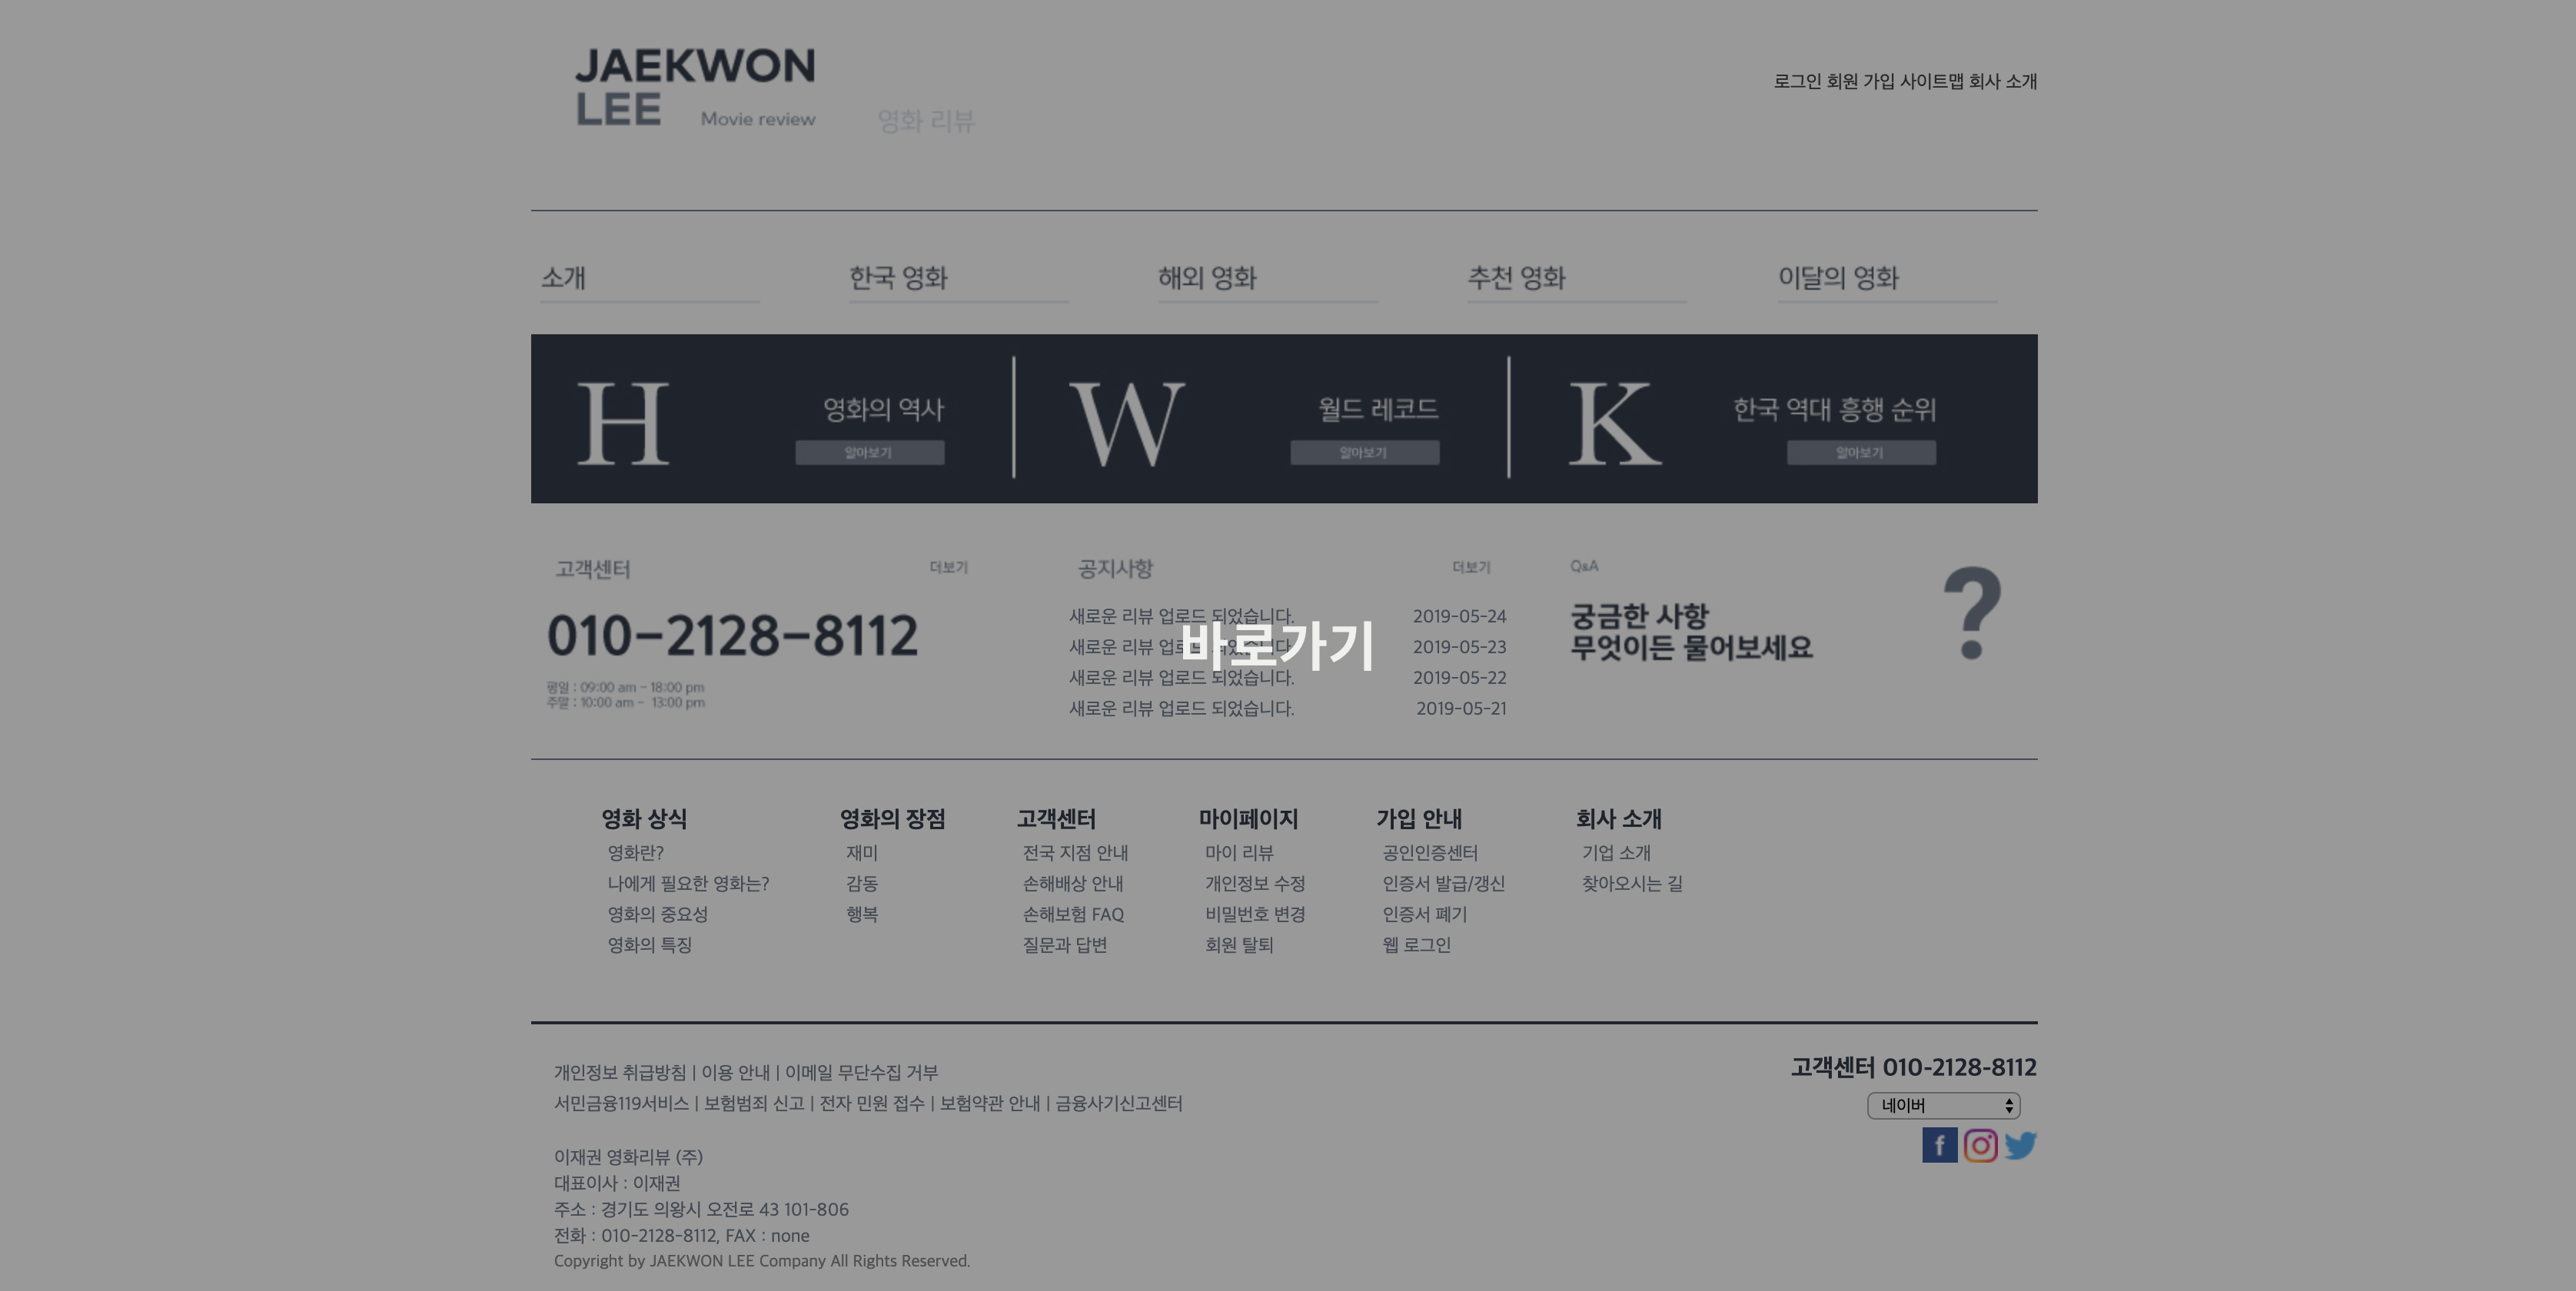 JAEKWON
LEE Movie review 영화 리뷰
로그인 회원 가입 사이트맵 회사 소개
소개 한국 영화 해외 영화 추천 영화 이달의 영화
H 영화의 역사 알아보기
W 월드 레코드 알아보기
K 한국 역대 흥행 순위 알아보기
고객센터 더보기
010-2128-8112
평일 : 09:00 am - 18:00 pm
주말 : 10:00 am - 13:00 pm
공지사항 더보기
새로운 리뷰 업로드 되었습니다. 2019-05-24
새로운 리뷰 업로드 되었습니다. 2019-05-23
새로운 리뷰 업로드 되었습니다. 2019-05-22
새로운 리뷰 업로드 되었습니다. 2019-05-21
바로가기
Q&A
궁금한 사항
무엇이든 물어보세요
?
영화 상식
영화란?
나에게 필요한 영화는?
영화의 중요성
영화의 특징
영화의 장점
재미
감동
행복
고객센터
전국 지점 안내
손해배상 안내
손해보험 FAQ
질문과 답변
마이페이지
마이 리뷰
개인정보 수정
비밀번호 변경
회원 탈퇴
가입 안내
공인인증센터
인증서 발급/갱신
인증서 폐기
웹 로그인
회사 소개
기업 소개
찾아오시는 길
개인정보 취급방침 | 이용 안내 | 이메일 무단수집 거부
서민금융119서비스 | 보험범죄 신고 | 전자 민원 접수 | 보험약관 안내 | 금융사기신고센터
이재권 영화리뷰 (주)
대표이사 : 이재권
주소 : 경기도 의왕시 오전로 43 101-806
전화 : 010-2128-8112, FAX : none
Copyright by JAEKWON LEE Company All Rights Reserved.
고객센터 010-2128-8112
네이버